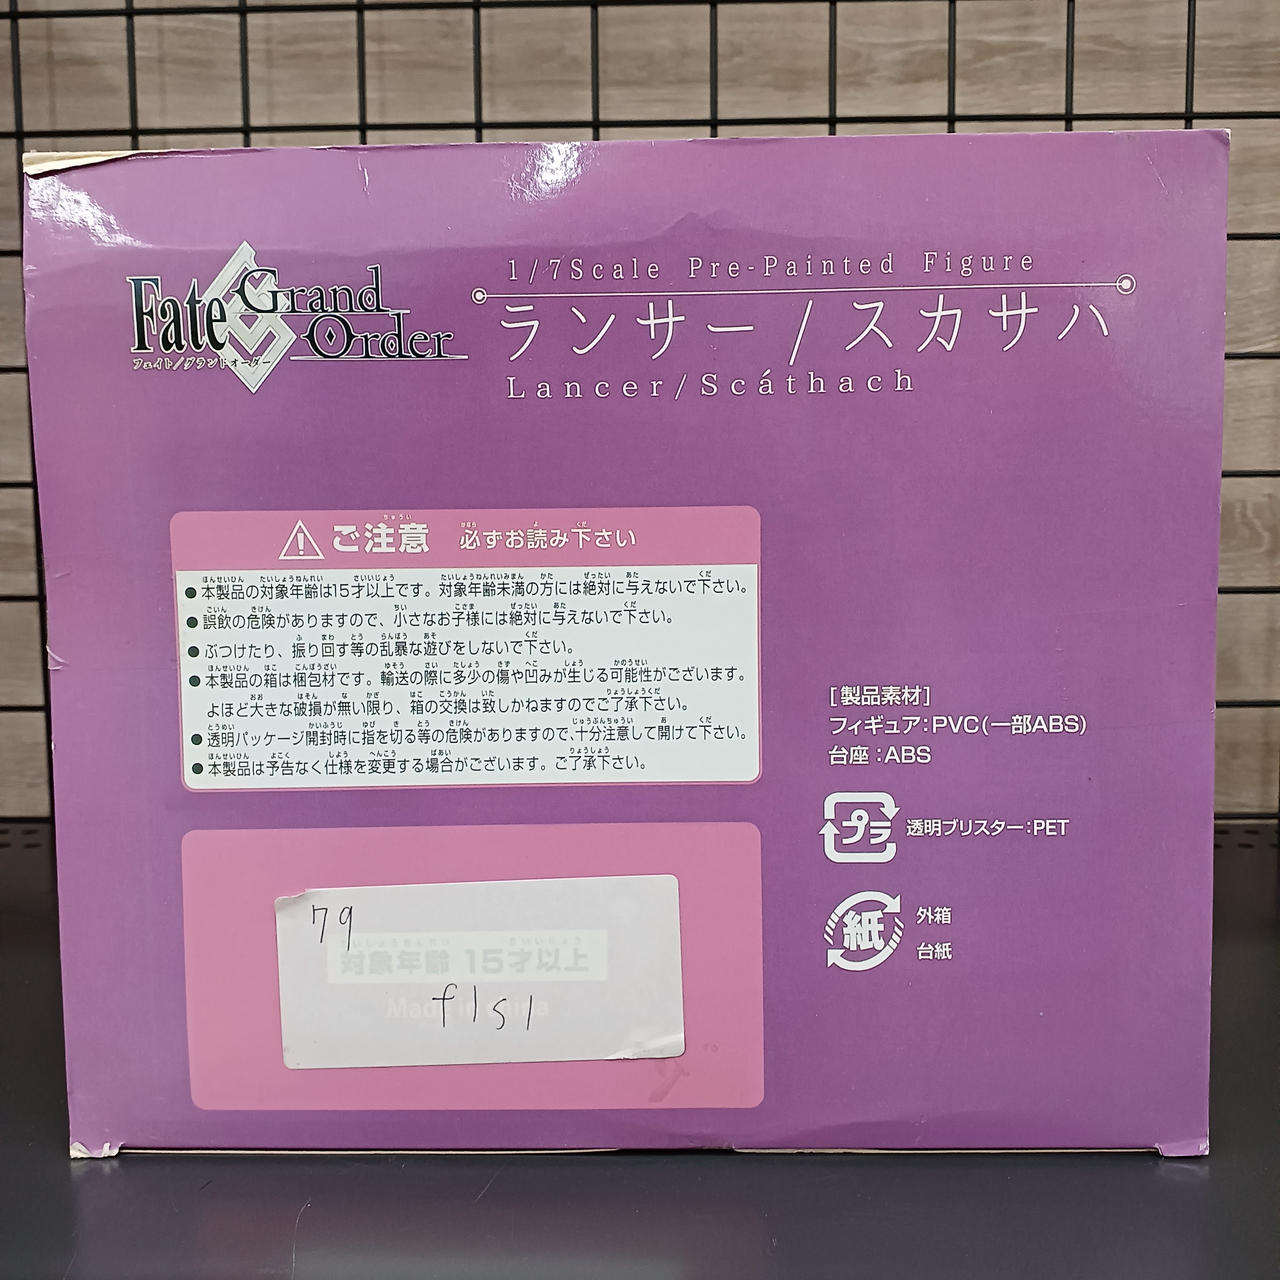 Fate Grand Order
フェイト/グランドオーダー
1/7Scale Pre-Painted Figure
ランサー/スカサハ
Lancer/Scáthach
ご注意 必ずお読み下さい
●本製品の対象年齢は15才以上です。対象年齢未満の方には絶対に与えないで下さい。
●誤飲の危険がありますので、小さなお子様には絶対に与えないで下さい。
●ぶつけたり、振り回す等の乱暴な遊びをしないで下さい。
●本製品の箱は梱包材です。輸送の際に多少の傷や凹みが生じる可能性がございます。
よほど大きな破損が無い限り、箱の交換は致しかねますのでご了承下さい。
●透明パッケージ開封時に指を切る等の危険がありますので、十分注意して開けて下さい。
●本製品は予告なく仕様を変更する場合がございます。ご了承下さい。
[製品素材]
フィギュア:PVC(一部ABS)
台座:ABS
プラ 透明ブリスター:PET
紙 外箱
台紙
79
対象年齢 15才以上
Made in China
f1s1